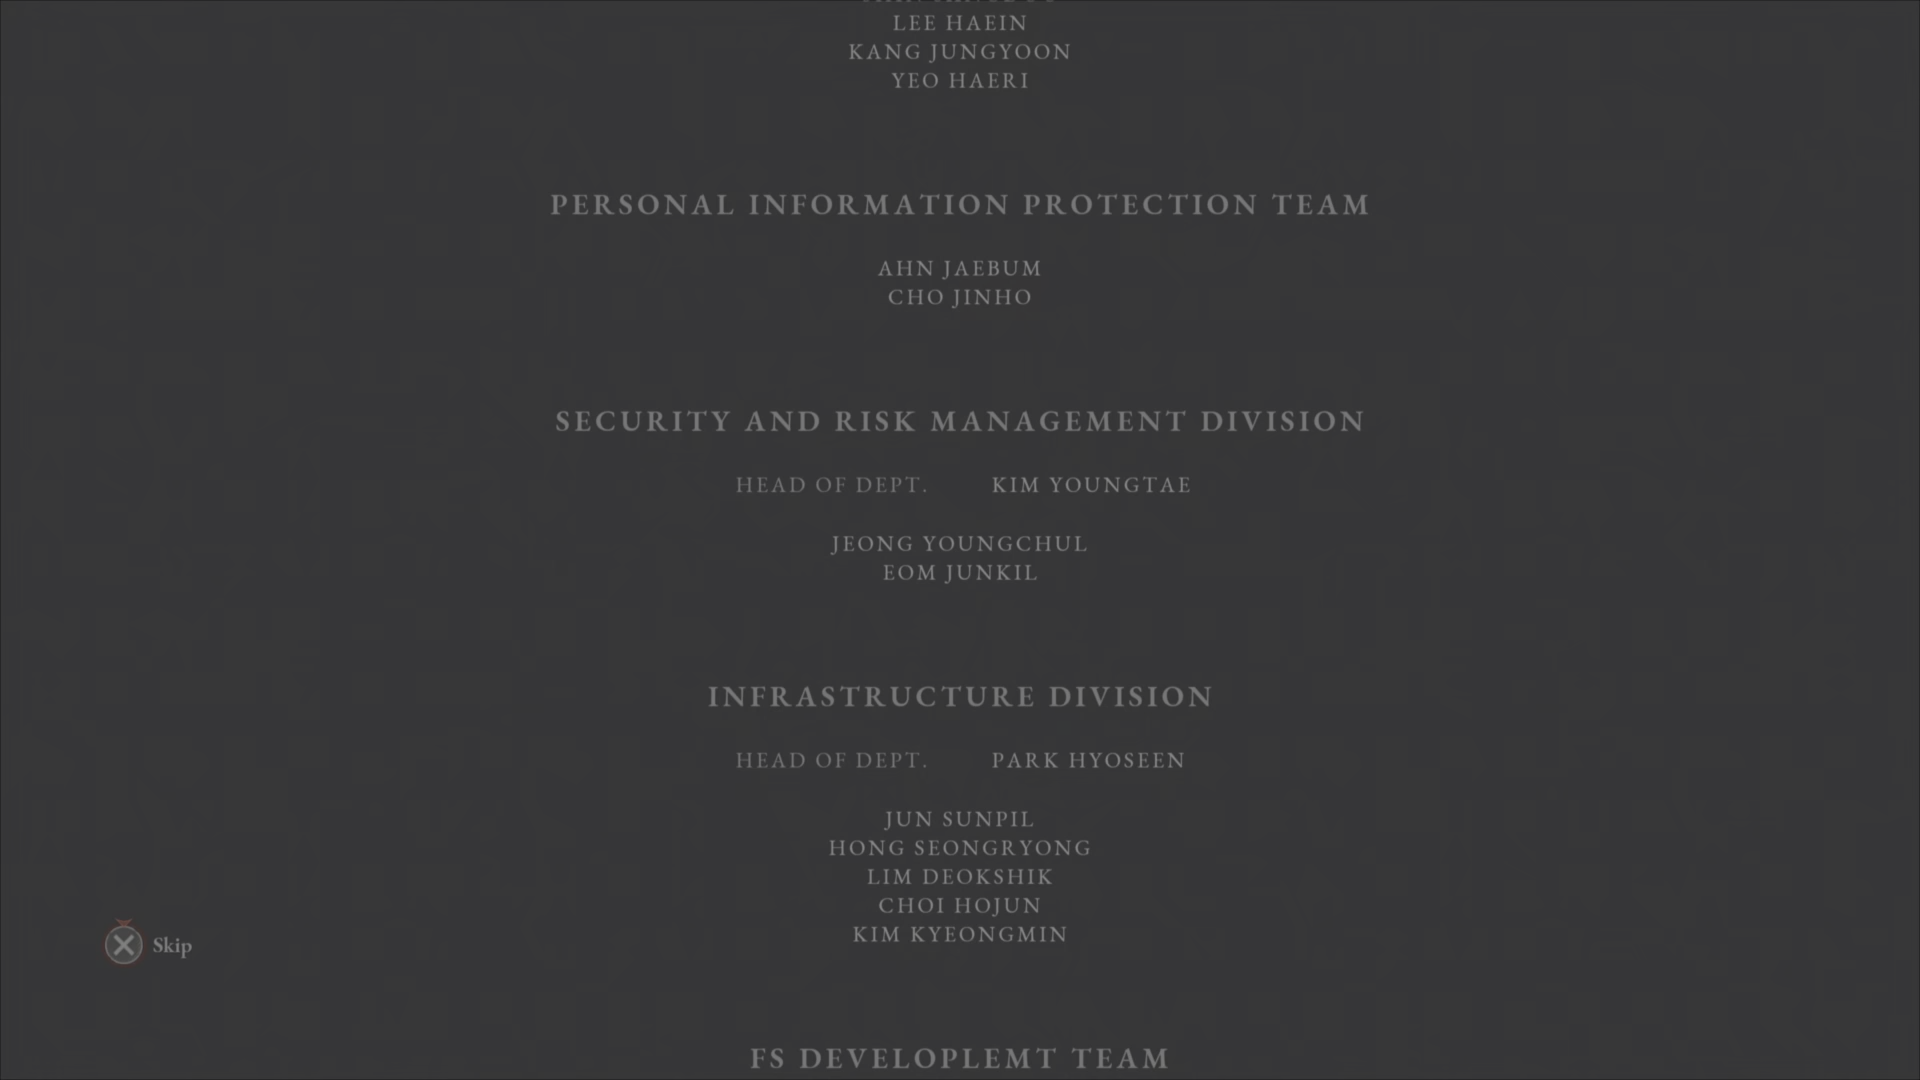 LEE HAEIN
KANG JUNGYOON
YEO HAERI
PERSONAL INFORMATION PROTECTION TEAM
AHN JAEBUM
CHO JINHO
SECURITY AND RISK MANAGEMENT DIVISION
HEAD OF DEPT. KIM YOUNGTAE
JEONG YOUNGCHUL
EOM JUNKIL
INFRASTRUCTURE DIVISION
HEAD OF DEPT. PARK HYOSEEN
JUN SUNPIL
HONG SEONGRYONG
LIM DEOKSHIK
CHOI HOJUN
KIM KYEONGMIN
Skip
FS DEVELOPLEMT TEAM